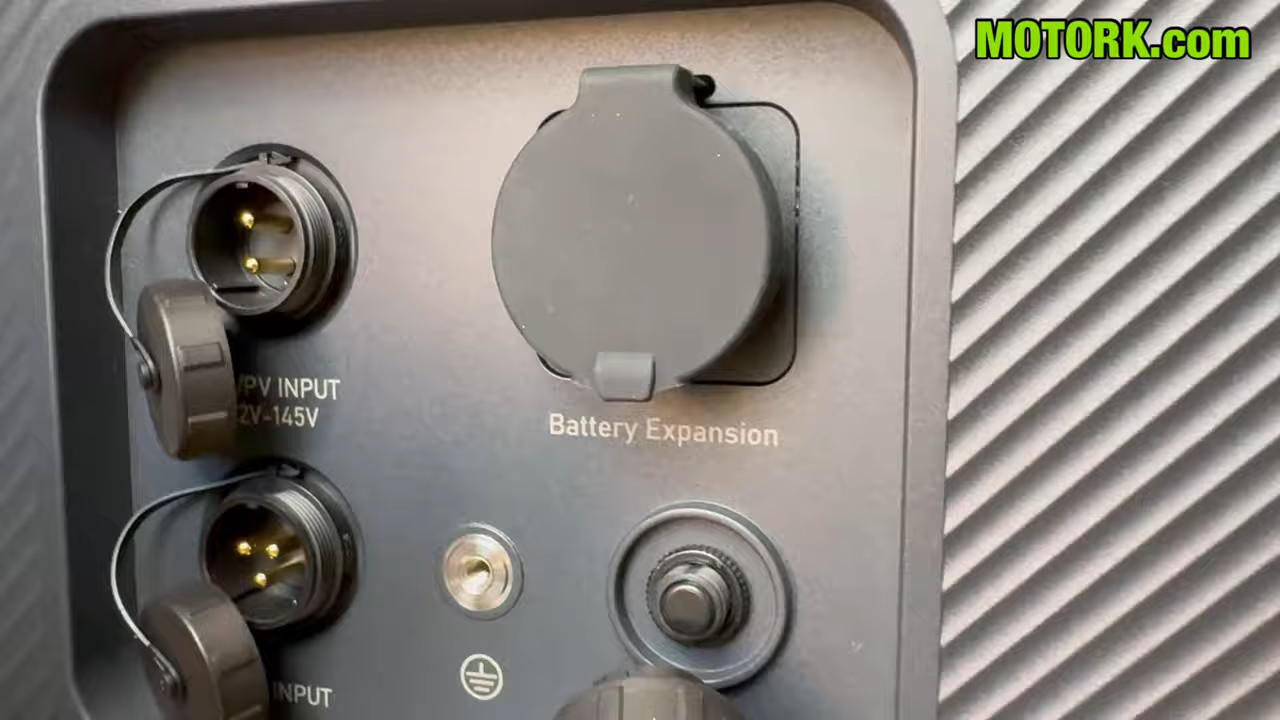 MOTORK.com
/PV INPUT
2V-145V
Battery Expansion
INPUT